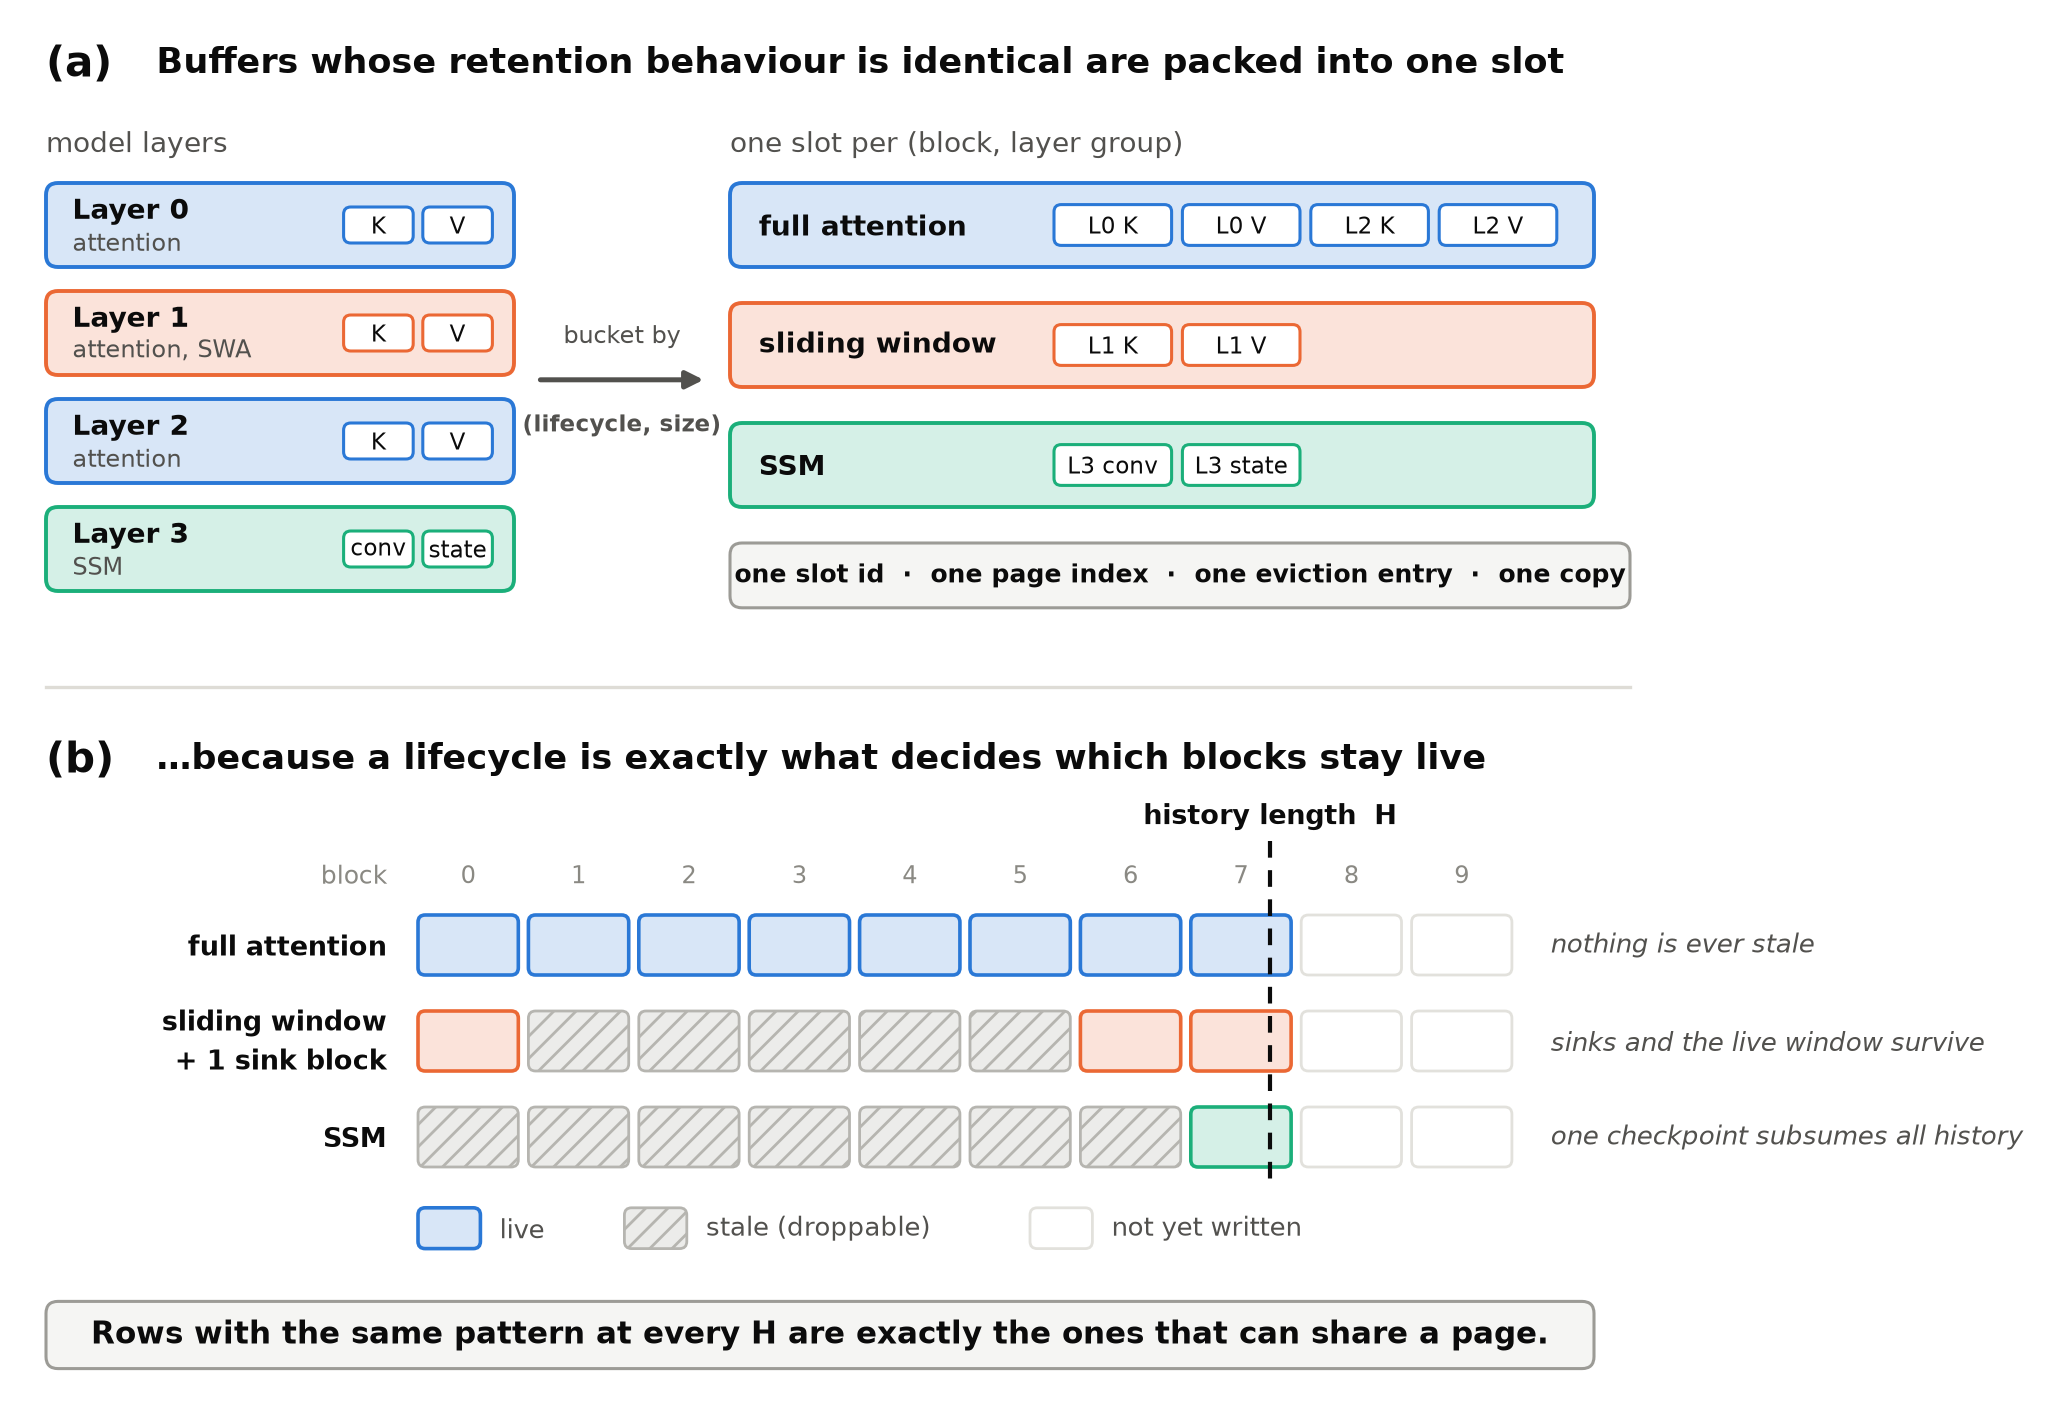 (a) Buffers whose retention behaviour is identical are packed into one slot
model layers
Layer 0
attention
K V
Layer 1
attention, SWA
K V
Layer 2
attention
K V
Layer 3
SSM
conv state
bucket by
(lifecycle, size)
one slot per (block, layer group)
full attention L0 K L0 V L2 K L2 V
sliding window L1 K L1 V
SSM L3 conv L3 state
one slot id · one page index · one eviction entry · one copy
(b) …because a lifecycle is exactly what decides which blocks stay live
history length H
block 0 1 2 3 4 5 6 7 8 9
full attention nothing is ever stale
sliding window
+ 1 sink block sinks and the live window survive
SSM one checkpoint subsumes all history
live stale (droppable) not yet written
Rows with the same pattern at every H are exactly the ones that can share a page.